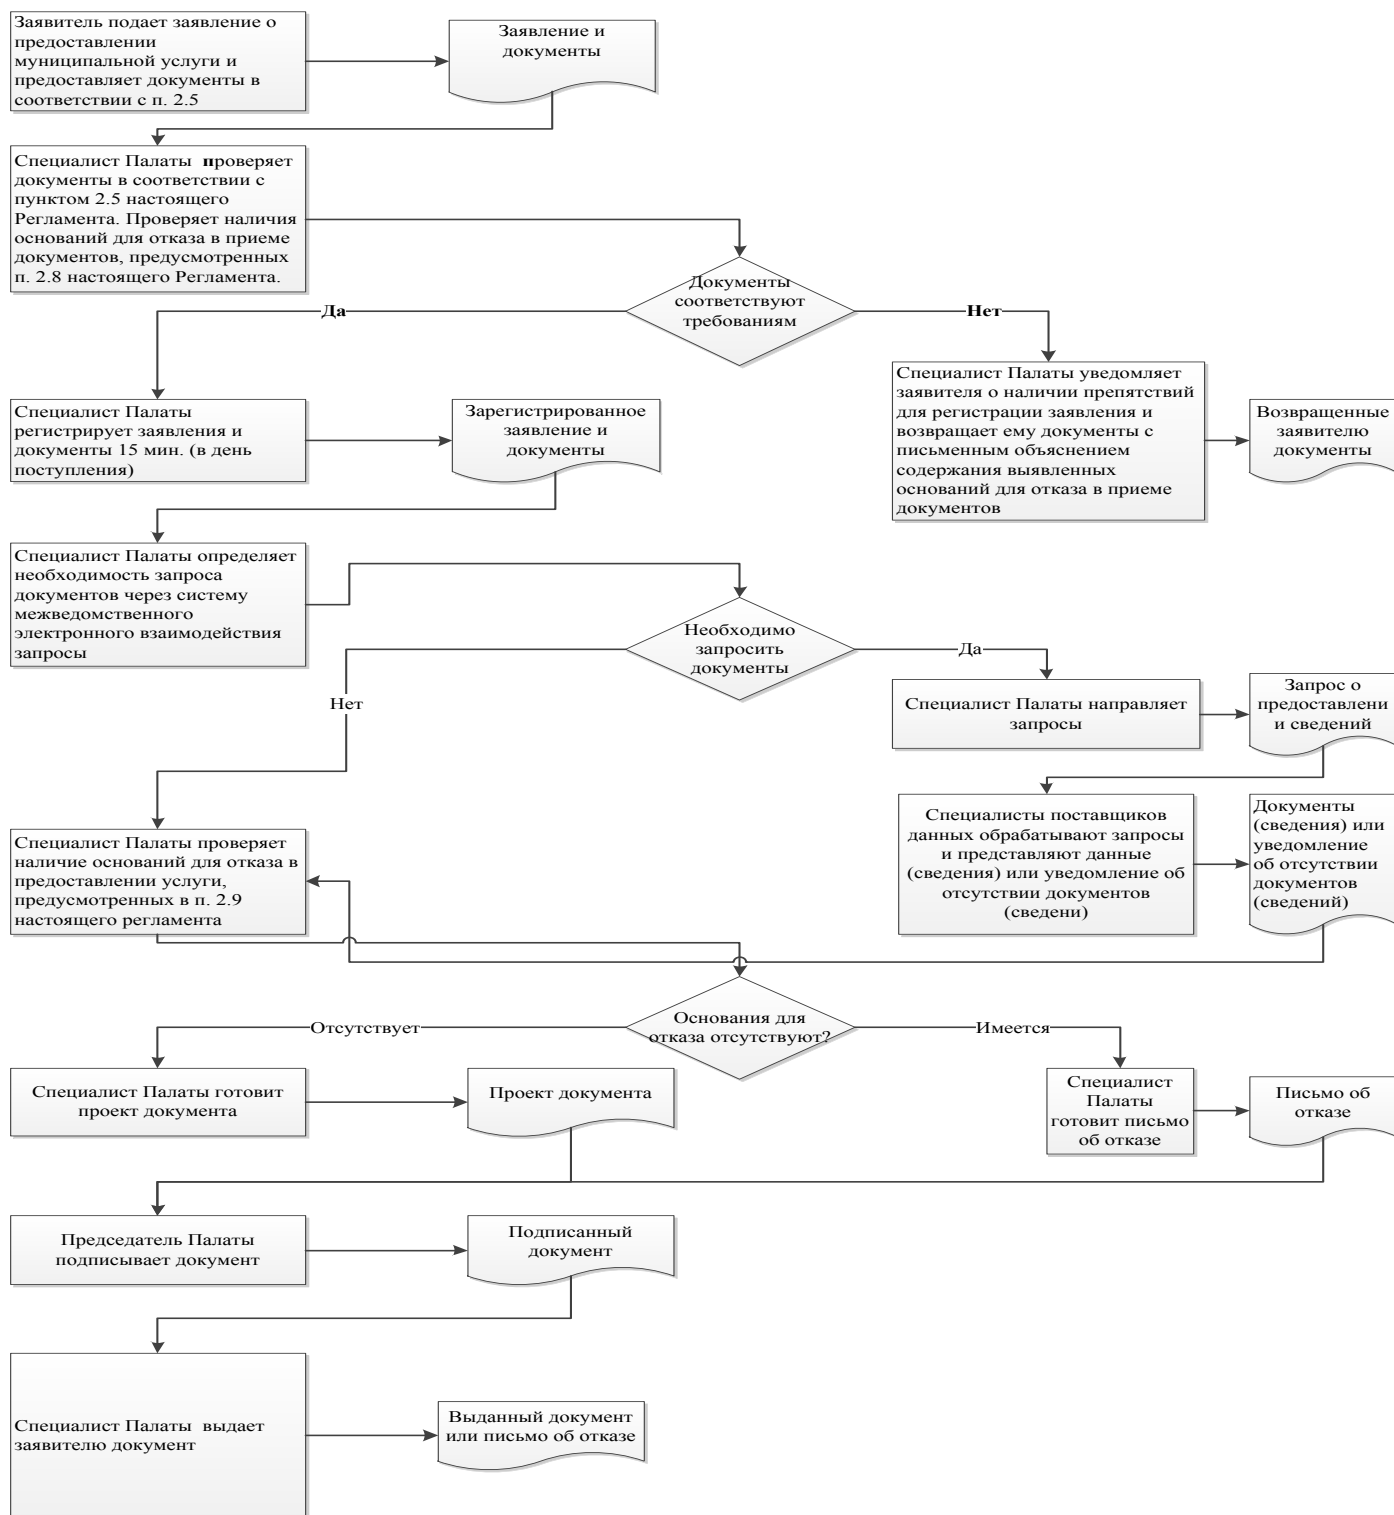 Заявитель подает заявление о
предоставлении
муниципальной услуги и
предоставляет документы в
соответствии с п. 2.5
Заявление и
документы
Специалист Палаты  проверяет
документы в соответствии с
пунктом 2.5 настоящего
Регламента. Проверяет наличия
оснований для отказа в приеме
документов, предусмотренных
п. 2.8 настоящего Регламента.
Документы
соответствуют
требованиям
Да
Нет
Специалист Палаты
регистрирует заявления и
документы 15 мин. (в день
поступления)
Зарегистрированное
заявление и
документы
Специалист Палаты уведомляет
заявителя о наличии препятствий
для регистрации заявления и
возвращает ему документы с
письменным объяснением
содержания выявленных
оснований для отказа в приеме
документов
Возвращенные
заявителю
документы
Специалист Палаты определяет
необходимость запроса
документов через систему
межведомственного
электронного взаимодействия
запросы
Необходимо
запросить
документы
Да
Нет
Специалист Палаты направляет
запросы
Запрос о
предоставлени
и сведений
Специалисты поставщиков
данных обрабатывают запросы
и представляют данные
(сведения) или уведомление об
отсутствии документов
(сведени)
Документы
(сведения) или
уведомление
об отсутствии
документов
(сведений)
Специалист Палаты проверяет
наличие оснований для отказа в
предоставлении услуги,
предусмотренных в п. 2.9
настоящего регламента
Основания для
отказа отсутствуют?
Отсутствует
Имеется
Специалист Палаты готовит
проект документа
Проект документа
Специалист
Палаты
готовит письмо
об отказе
Письмо об
отказе
Председатель Палаты
подписывает документ
Подписанный
документ
Специалист Палаты  выдает
заявителю документ
Выданный документ
или письмо об отказе